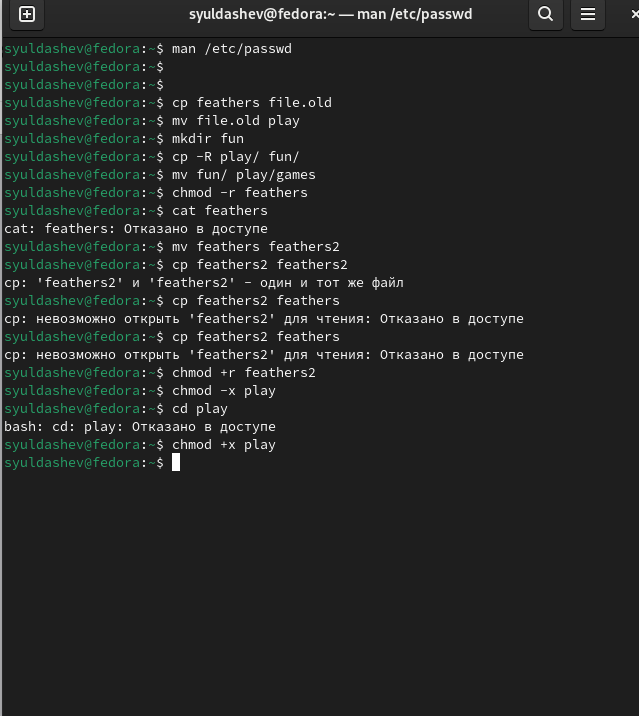 syuldashev@fedora:~ — man /etc/passwd
syuldashev@fedora:~$ man /etc/passwd
syuldashev@fedora:~$
syuldashev@fedora:~$
syuldashev@fedora:~$ cp feathers file.old
syuldashev@fedora:~$ mv file.old play
syuldashev@fedora:~$ mkdir fun
syuldashev@fedora:~$ cp -R play/ fun/
syuldashev@fedora:~$ mv fun/ play/games
syuldashev@fedora:~$ chmod -r feathers
syuldashev@fedora:~$ cat feathers
cat: feathers: Отказано в доступе
syuldashev@fedora:~$ mv feathers feathers2
syuldashev@fedora:~$ cp feathers2 feathers2
cp: 'feathers2' и 'feathers2' - один и тот же файл
syuldashev@fedora:~$ cp feathers2 feathers
cp: невозможно открыть 'feathers2' для чтения: Отказано в доступе
syuldashev@fedora:~$ cp feathers2 feathers
cp: невозможно открыть 'feathers2' для чтения: Отказано в доступе
syuldashev@fedora:~$ chmod +r feathers2
syuldashev@fedora:~$ chmod -x play
syuldashev@fedora:~$ cd play
bash: cd: play: Отказано в доступе
syuldashev@fedora:~$ chmod +x play
syuldashev@fedora:~$